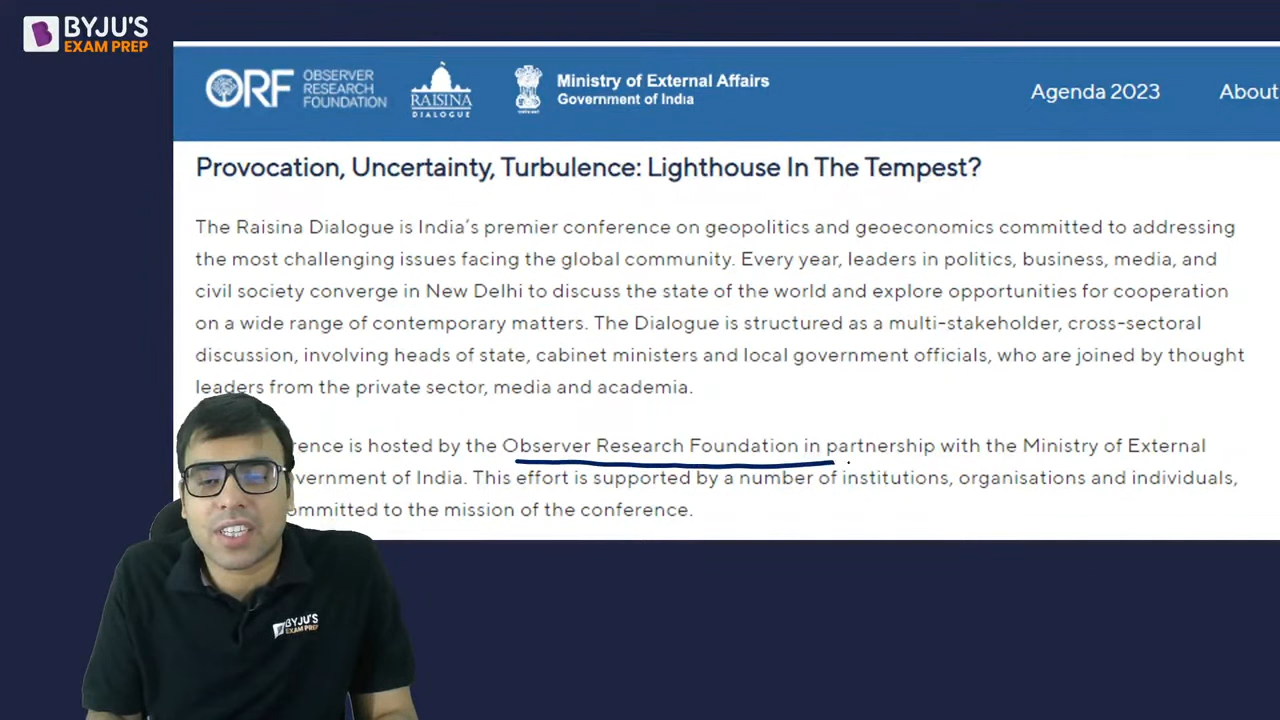 BYJU'S
EXAM PREP
ORF OBSERVER
RESEARCH
FOUNDATION
RAISINA
DIALOGUE
Ministry of External Affairs
Government of India
Agenda 2023
About
Provocation, Uncertainty, Turbulence: Lighthouse In The Tempest?
The Raisina Dialogue is India's premier conference on geopolitics and geoeconomics committed to addressing
the most challenging issues facing the global community. Every year, leaders in politics, business, media, and
civil society converge in New Delhi to discuss the state of the world and explore opportunities for cooperation
on a wide range of contemporary matters. The Dialogue is structured as a multi-stakeholder, cross-sectoral
discussion, involving heads of state, cabinet ministers and local government officials, who are joined by thought
leaders from the private sector, media and academia.
rence is hosted by the Observer Research Foundation in partnership with the Ministry of External
vernment of India. This effort is supported by a number of institutions, organisations and individuals,
ommitted to the mission of the conference.
BYJU'S
EXAM PREP